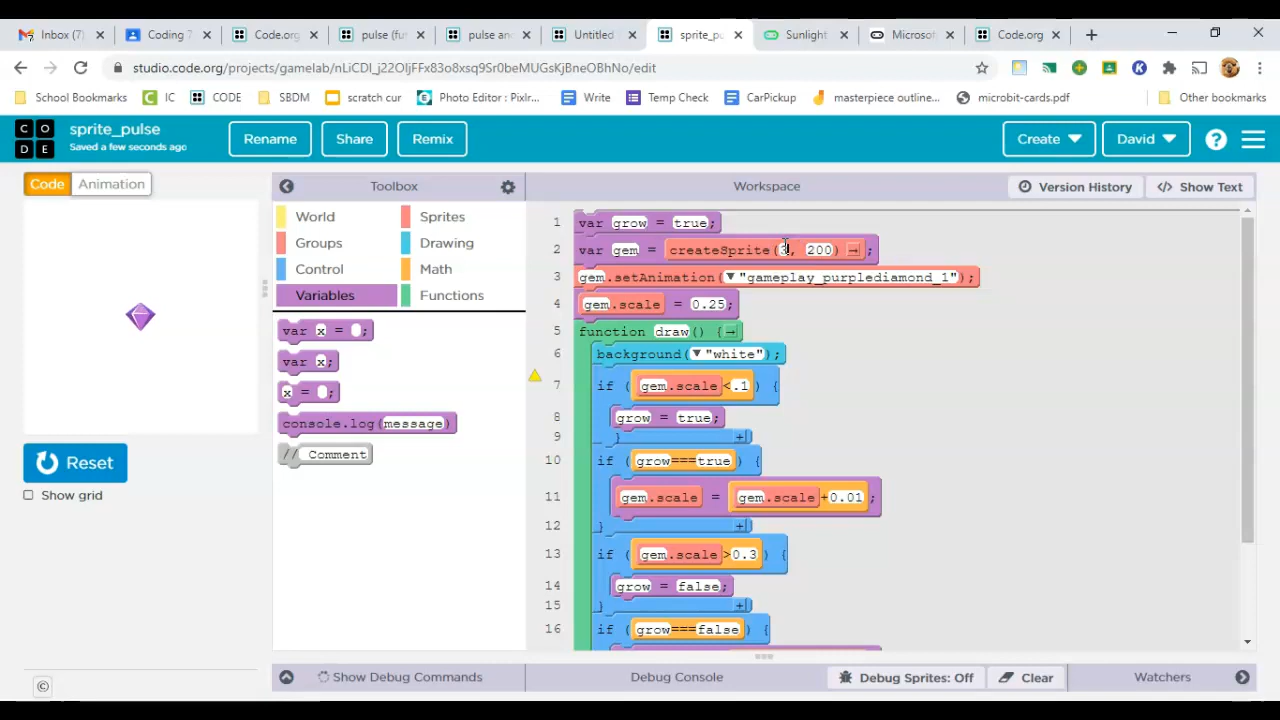 Inbox (7)
Coding 7
Code.org
pulse (fu
pulse an
Untitled
sprite_pu
Sunlight
Microsof
Code.org
studio.code.org/projects/gamelab/
/edit
School Bookmarks
IC
CODE
SBDM
scratch cur
Photo Editor : Pixlr...
Write
Temp Check
CarPickup
masterpiece outline...
microbit-cards.pdf
Other bookmarks
C O
D E
sprite_pulse
Saved a few seconds ago
Rename
Share
Remix
Create
David
?
Code
Animation
Toolbox
Workspace
Version History
</> Show Text
World
Sprites
Groups
Drawing
Control
Math
Variables
Functions
var x = ;
var x;
x = ;
console.log(message)
// Comment
Reset
Show grid
1 var grow = true;
2 var gem = createSprite(3, 200) → ;
3 gem.setAnimation( ▼ "gameplay_purplediamond_1");
4 gem.scale = 0.25;
5 function draw() { →
6 background( ▼ "white");
7 if ( gem.scale < .1 ) {
8 grow = true;
9 }
10 if ( grow===true ) {
11 gem.scale = gem.scale + 0.01 ;
12 }
13 if ( gem.scale > 0.3 ) {
14 grow = false;
15 }
16 if ( grow===false ) {
©
Show Debug Commands
Debug Console
Debug Sprites: Off
Clear
Watchers